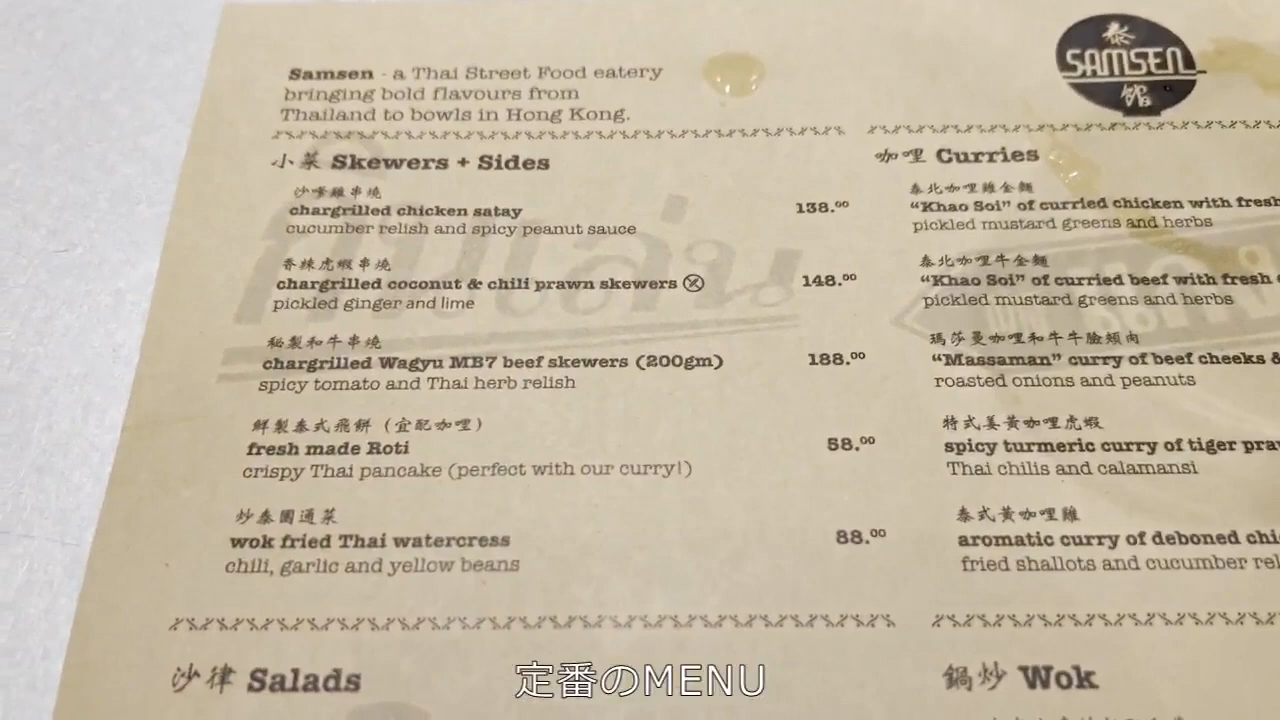 Samsen - a Thai Street Food eatery
bringing bold flavours from
Thailand to bowls in Hong Kong.
泰
SAMSEN
館
小菜 Skewers + Sides
沙嗲雞串燒
chargrilled chicken satay 138.00
cucumber relish and spicy peanut sauce
香辣虎蝦串燒
chargrilled coconut & chili prawn skewers 148.00
pickled ginger and lime
秘製和牛串燒
chargrilled Wagyu MB7 beef skewers (200gm) 188.00
spicy tomato and Thai herb relish
鮮製泰式飛餅 (宜配咖哩)
fresh made Roti 58.00
crispy Thai pancake (perfect with our curry!)
炒泰國通菜
wok fried Thai watercress 88.00
chili, garlic and yellow beans
沙律 Salads
咖哩 Curries
泰北咖哩雞金麵
“Khao Soi” of curried chicken with fresh
pickled mustard greens and herbs
泰北咖哩牛金麵
“Khao Soi” of curried beef with fresh
pickled mustard greens and herbs
瑪莎曼咖哩和牛牛臉頰肉
“Massaman” curry of beef cheeks &
roasted onions and peanuts
特式姜黃咖哩虎蝦
spicy turmeric curry of tiger
Thai chilis and calamansi
泰式黃咖哩雞
aromatic curry of deboned
fried shallots and cucumber
鍋炒 Wok
定番のMENU